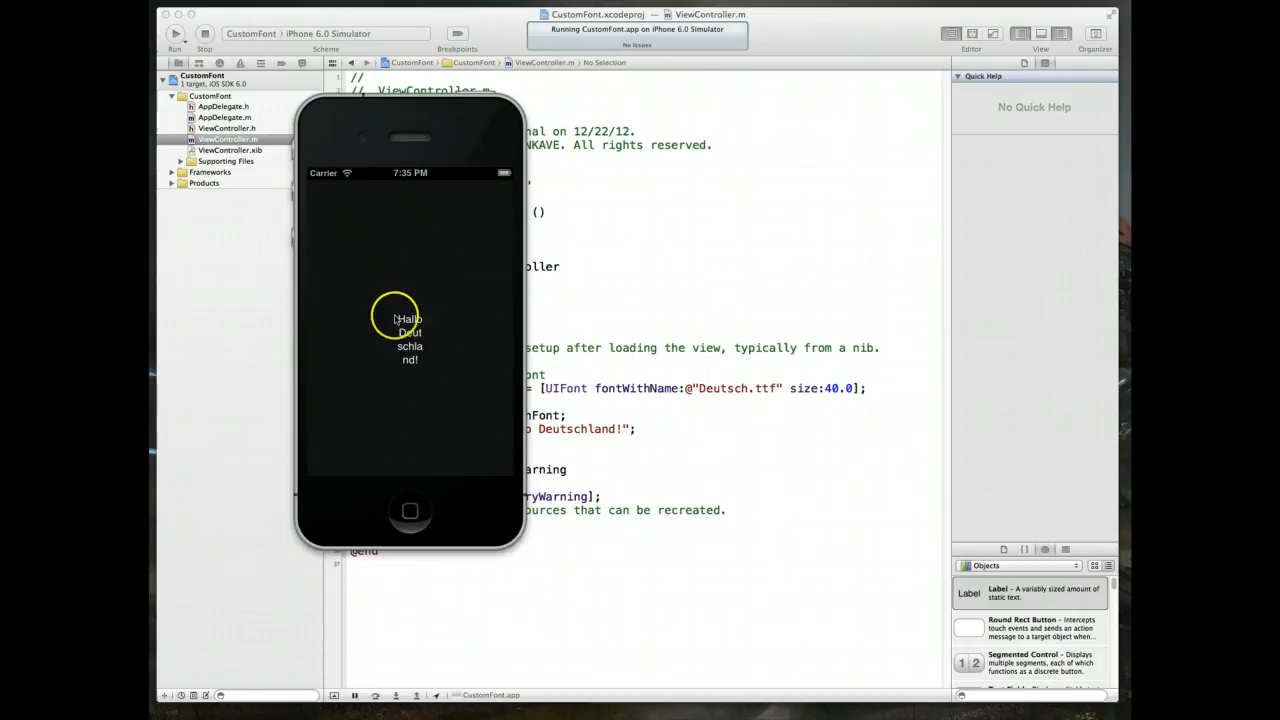 CustomFont.xcodeproj — ViewController.m
Run
Stop
CustomFont › iPhone 6.0 Simulator
Scheme
Breakpoints
Running CustomFont.app on iPhone 6.0 Simulator
No Issues
Editor
View
Organizer
CustomFont
1 target, iOS SDK 6.0
CustomFont
AppDelegate.h
AppDelegate.m
ViewController.h
ViewController.m
ViewController.xib
Supporting Files
Frameworks
Products
CustomFont › CustomFont › ViewController.m › No Selection
1
//
// ViewController.m
nal on 12/22/12.
NKAVE. All rights reserved.
()
oller
setup after loading the view, typically from a nib.
ont
= [UIFont fontWithName:@"Deutsch.ttf" size:40.0];
mFont;
o Deutschland!";
arning
ryWarning];
ources that can be recreated.
@end
37
Carrier
7:35 PM
Hallo
Deut
schla
nd!
Quick Help
No Quick Help
Objects
Label
Label – A variably sized amount of
static text.
Round Rect Button – Intercepts
touch events and sends an action
message to a target object when...
1 2
Segmented Control – Displays
multiple segments, each of which
functions as a discrete button.
CustomFont.app